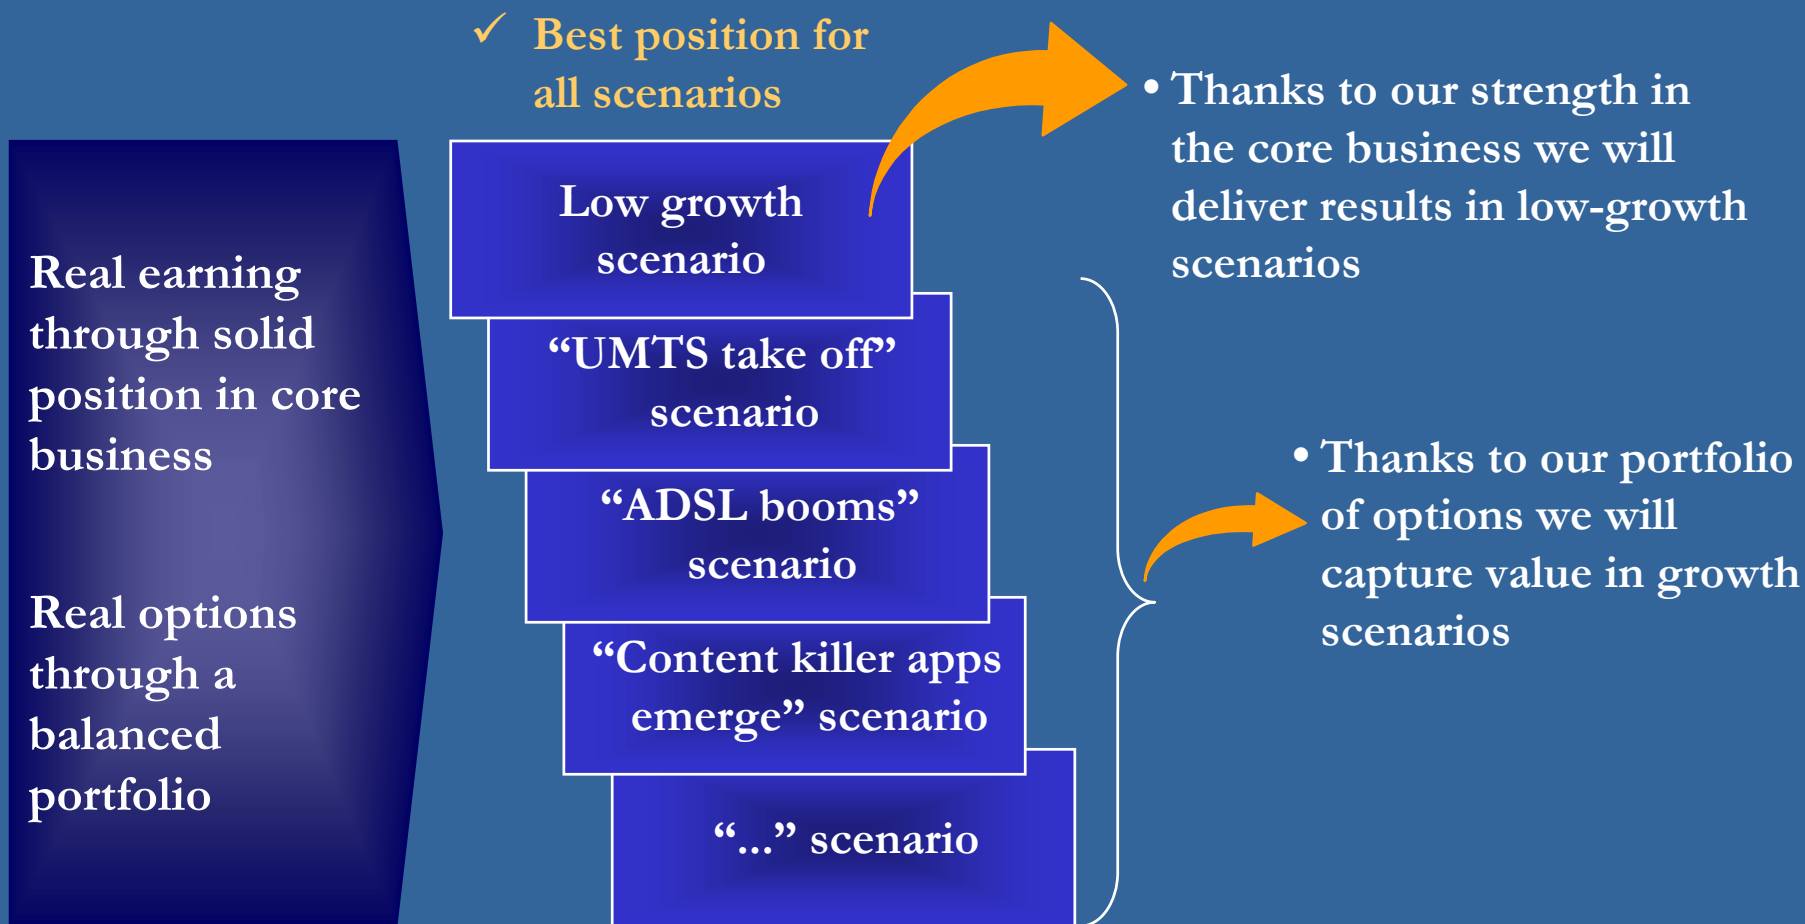 ✓ Best position for
all scenarios
Real earning
through solid
position in core
business
Real options
through a
balanced
portfolio
Low growth
scenario
“UMTS take off”
scenario
“ADSL booms”
scenario
“Content killer apps
emerge” scenario
“...” scenario
• Thanks to our strength in
the core business we will
deliver results in low-growth
scenarios
• Thanks to our portfolio
of options we will
capture value in growth
scenarios